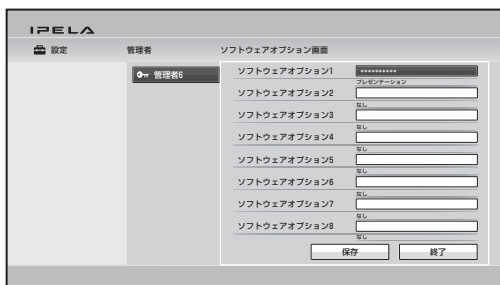 IPELA
設定 管理者 ソフトウェアオプション画面
管理者6
ソフトウェアオプション1 **********
プレゼンテーション
ソフトウェアオプション2
なし
ソフトウェアオプション3
なし
ソフトウェアオプション4
なし
ソフトウェアオプション5
なし
ソフトウェアオプション6
なし
ソフトウェアオプション7
なし
ソフトウェアオプション8
なし
保存 終了